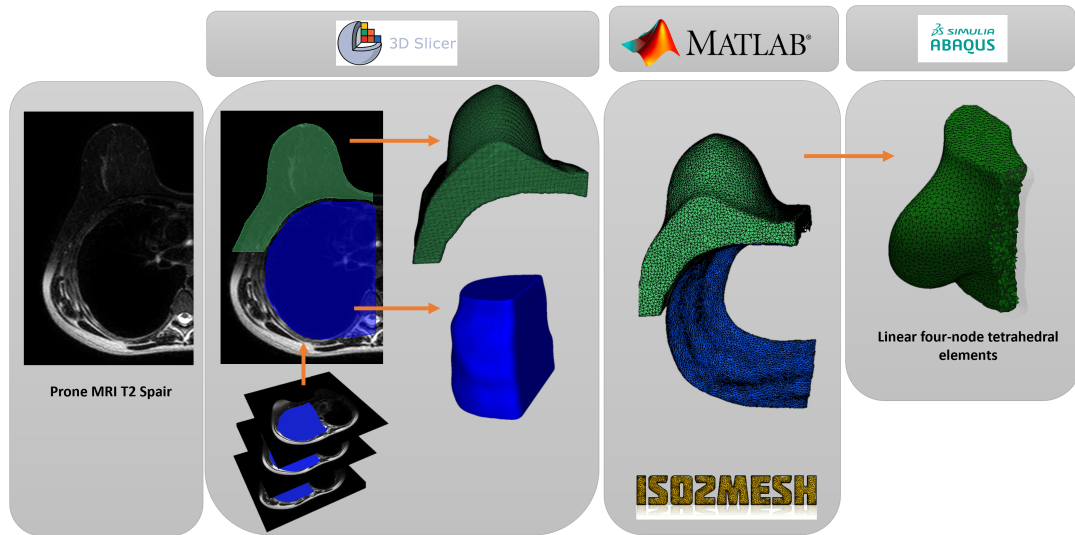 3D Slicer
MATLAB®
SIMULIA
ABAQUS
Prone MRI T2 Spair
Linear four-node tetrahedral
elements
ISO2MESH